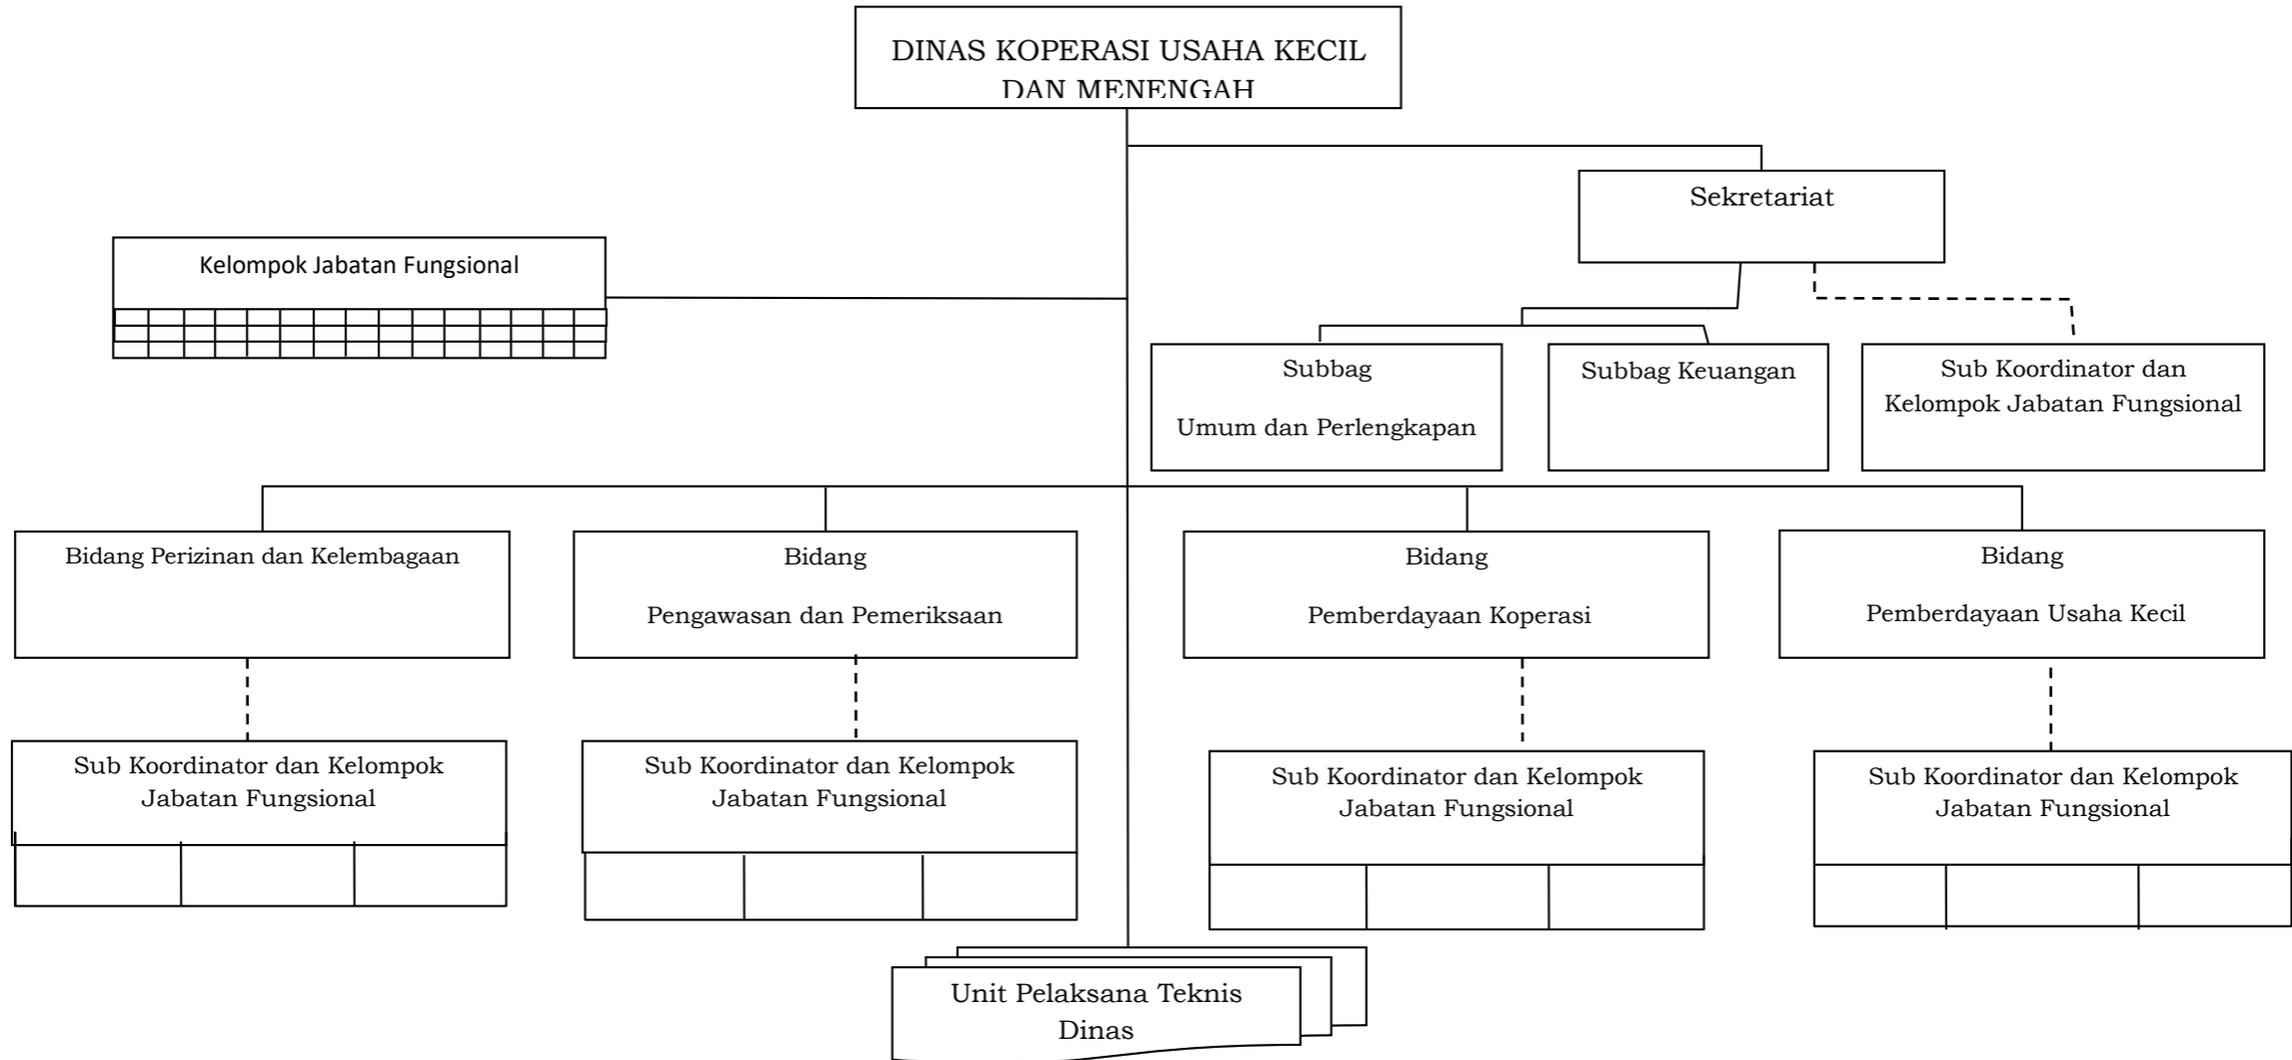 DINAS KOPERASI USAHA KECIL
DAN MENENGAH
Sekretariat
Kelompok Jabatan Fungsional
Subbag
Umum dan Perlengkapan
Subbag Keuangan
Sub Koordinator dan
Kelompok Jabatan Fungsional
Bidang Perizinan dan Kelembagaan
Bidang
Pengawasan dan Pemeriksaan
Bidang
Pemberdayaan Koperasi
Bidang
Pemberdayaan Usaha Kecil
Sub Koordinator dan Kelompok
Jabatan Fungsional
Sub Koordinator dan Kelompok
Jabatan Fungsional
Sub Koordinator dan Kelompok
Jabatan Fungsional
Sub Koordinator dan Kelompok
Jabatan Fungsional
Unit Pelaksana Teknis
Dinas